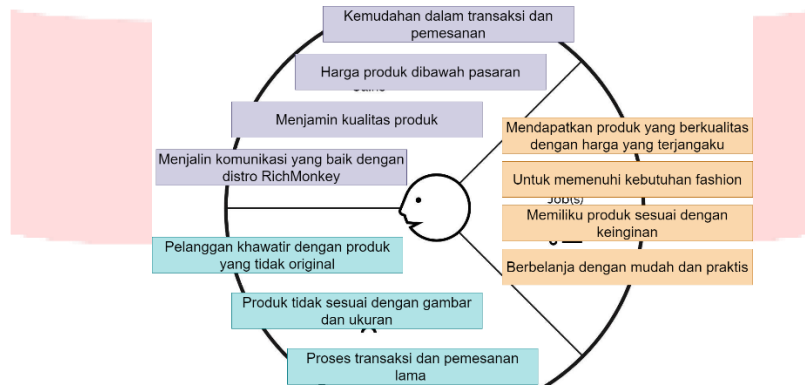 Kemudahan dalam transaksi dan
pemesanan
Harga produk dibawah pasaran
Menjamin kualitas produk
Menjalin komunikasi yang baik dengan
distro RichMonkey
Mendapatkan produk yang berkualitas
dengan harga yang terjangaku
Untuk memenuhi kebutuhan fashion
Job(s)
Memiliku produk sesuai dengan
keinginan
Berbelanja dengan mudah dan praktis
Pelanggan khawatir dengan produk
yang tidak original
Produk tidak sesuai dengan gambar
dan ukuran
Proses transaksi dan pemesanan
lama